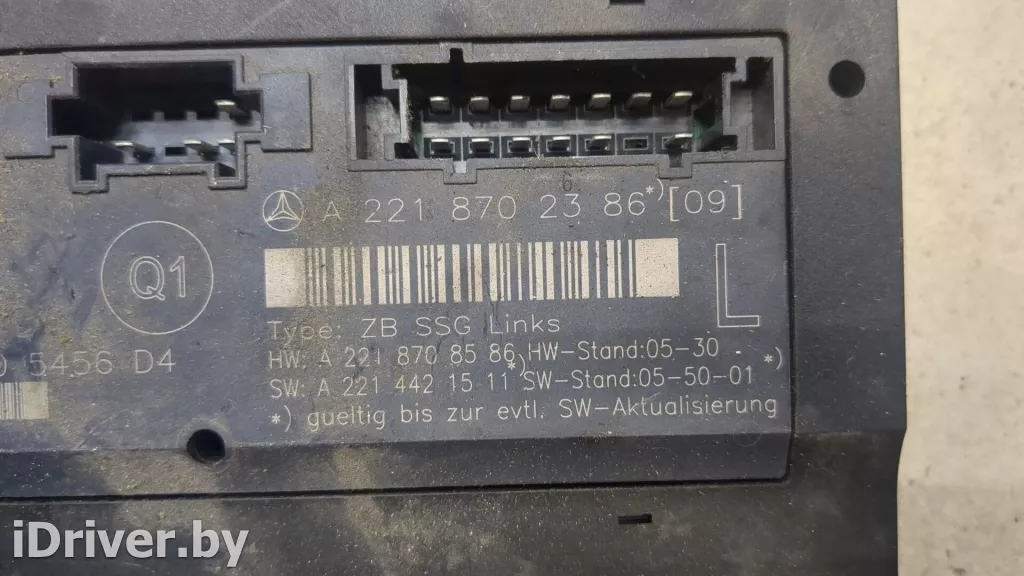 6
A 221 870 23 86*) [09]
Q1
L
Type: ZB SSG Links
HW: A 221 870 85 86 HW-Stand:05-30
SW: A 221 442 15 11*) SW-Stand:05-50-01 *)
*) gueltig bis zur evtl. SW-Aktualisierung
5456 D4
iDriver.by